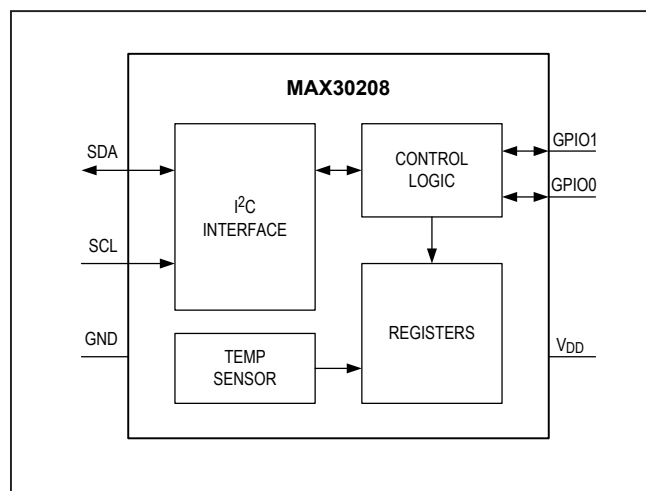 MAX30208
SDA
SCL
GND
I²C
INTERFACE
TEMP
SENSOR
CONTROL
LOGIC
REGISTERS
GPIO1
GPIO0
VDD